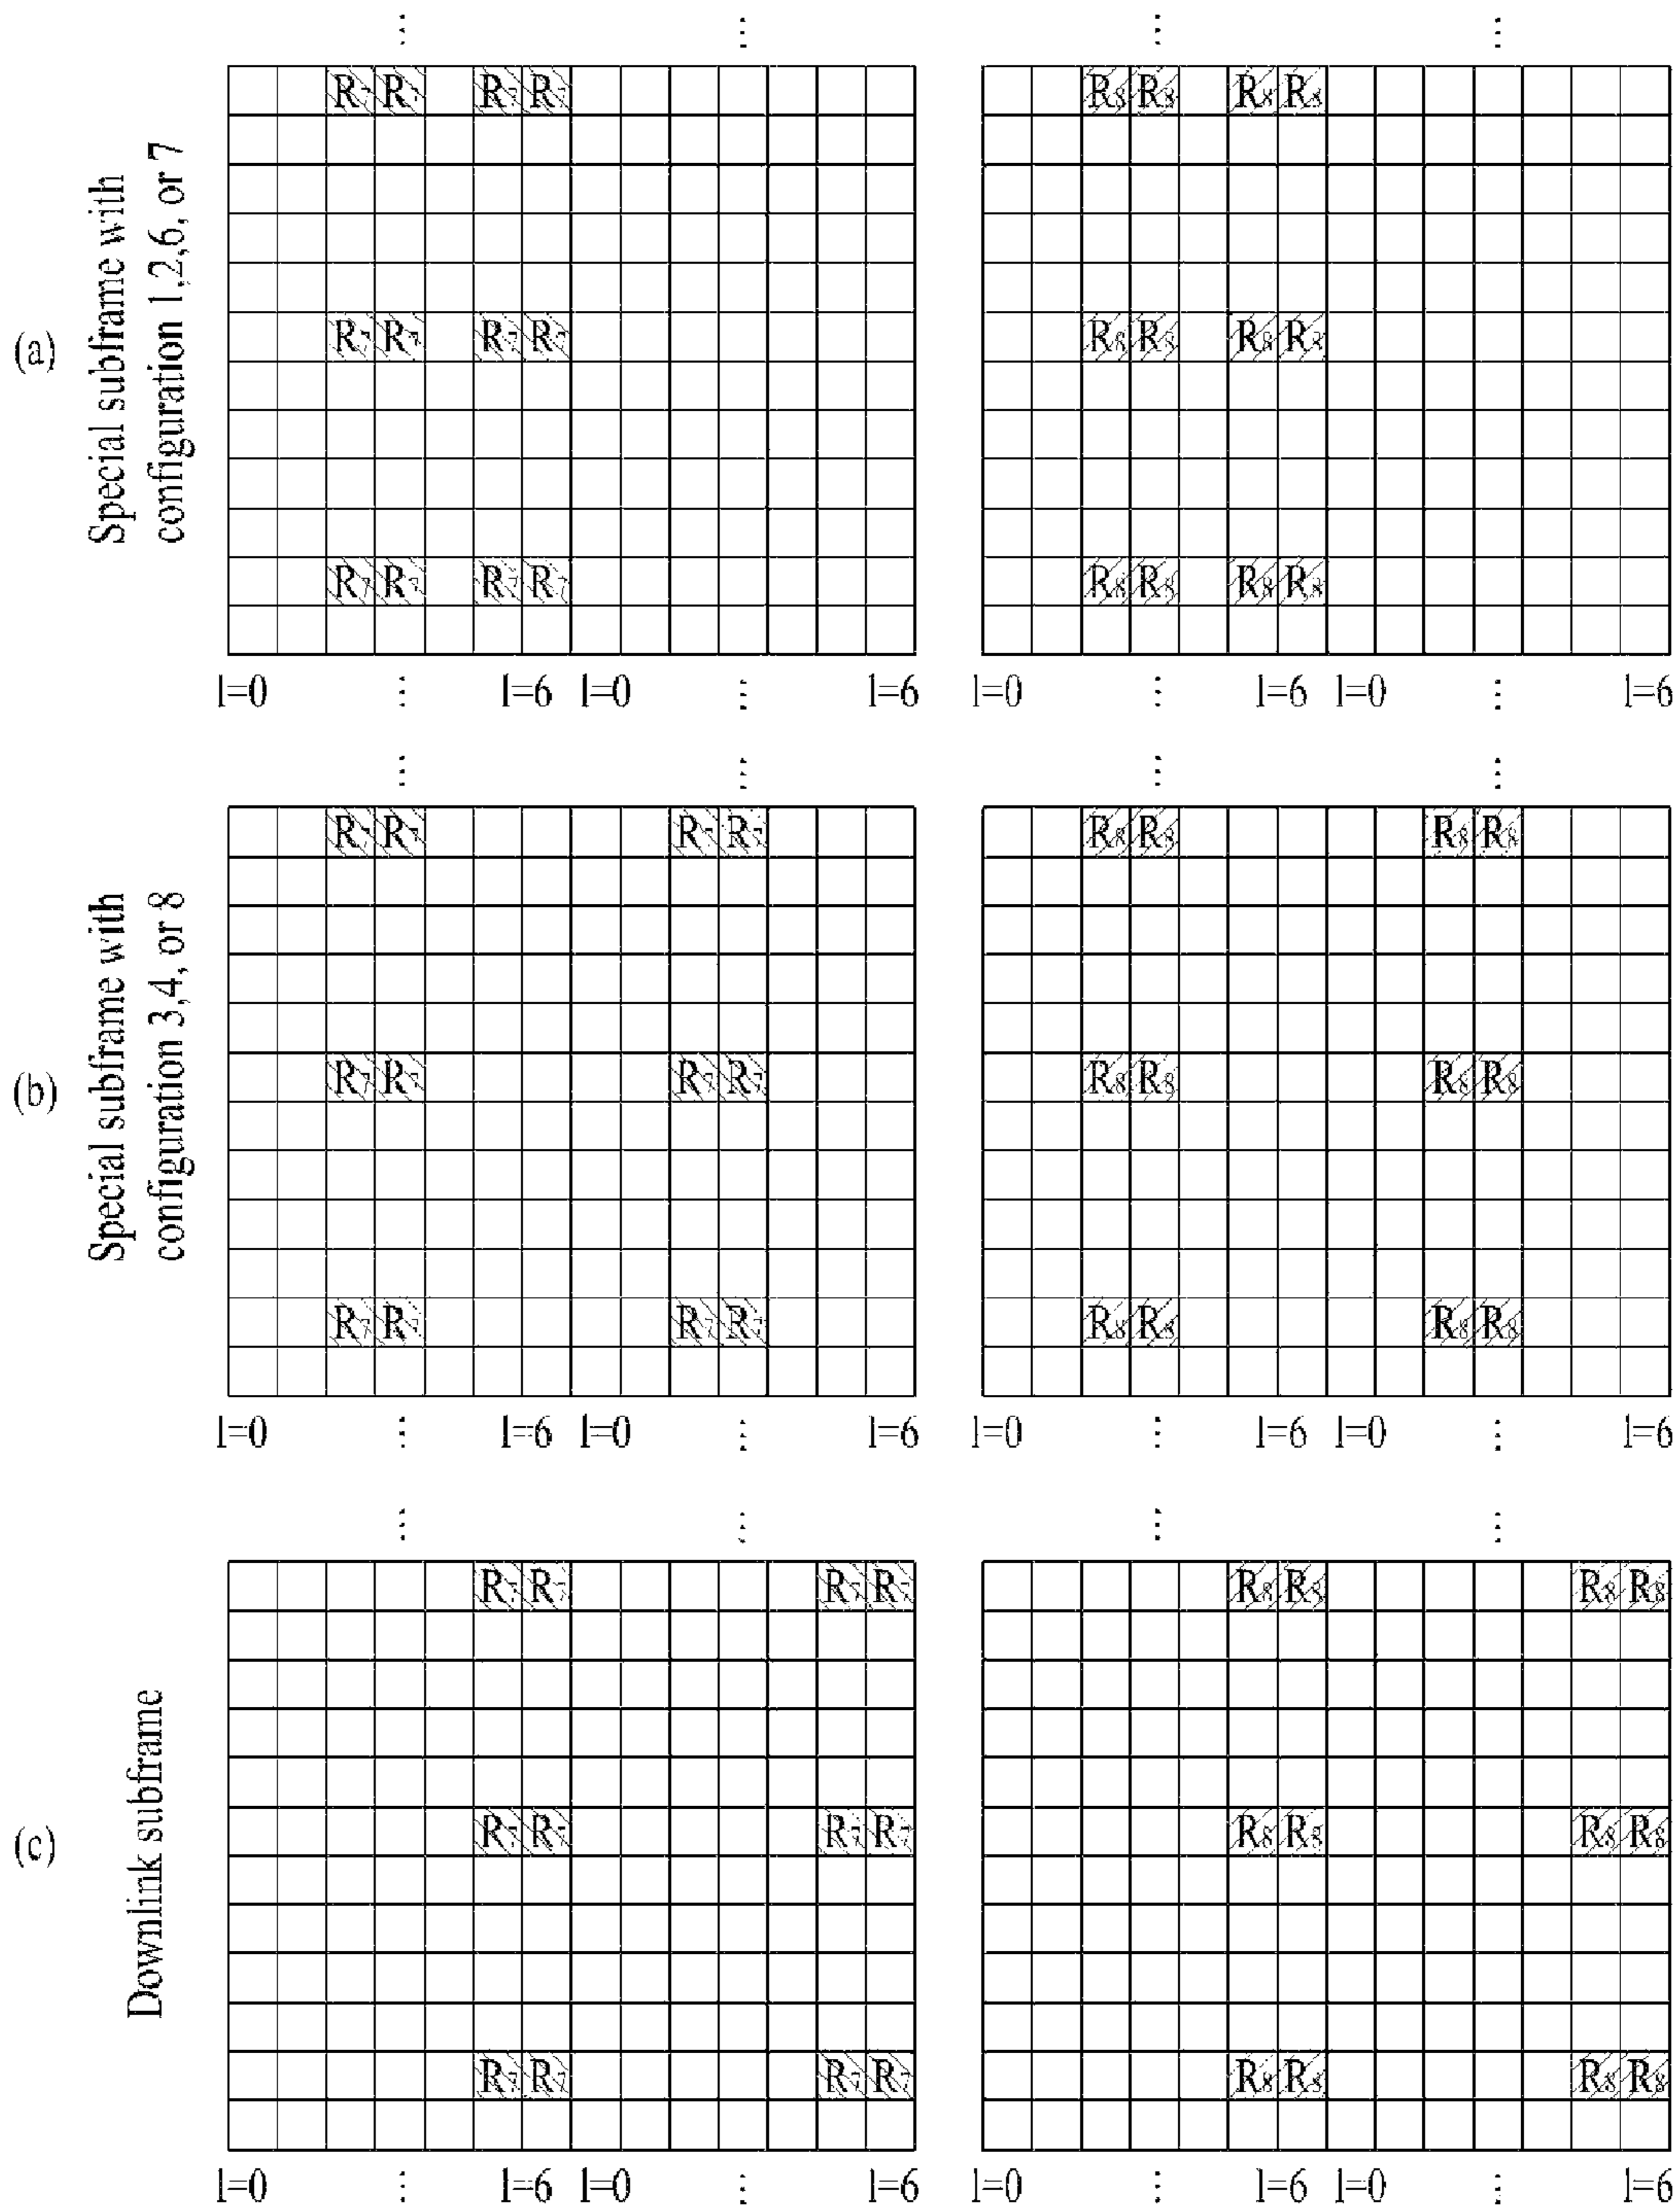 (a)
Special subframe with
configuration 1,2,6, or 7
⋮ ⋮ ⋮ ⋮
R7 R7 R7 R7 R8 R8 R8 R8
R7 R7 R7 R7 R8 R8 R8 R8
R7 R7 R7 R7 R8 R8 R8 R8
l=0 ⋮ l=6 l=0 ⋮ l=6 l=0 ⋮ l=6 l=0 ⋮ l=6
(b)
Special subframe with
configuration 3,4, or 8
⋮ ⋮ ⋮ ⋮
R7 R7 R7 R7 R8 R8 R8 R8
R7 R7 R7 R7 R8 R8 R8 R8
R7 R7 R7 R7 R8 R8 R8 R8
l=0 ⋮ l=6 l=0 ⋮ l=6 l=0 ⋮ l=6 l=0 ⋮ l=6
(c)
Downlink subframe
⋮ ⋮ ⋮ ⋮
R7 R7 R7 R7 R8 R8 R8 R8
R7 R7 R7 R7 R8 R8 R8 R8
R7 R7 R7 R7 R8 R8 R8 R8
l=0 ⋮ l=6 l=0 ⋮ l=6 l=0 ⋮ l=6 l=0 ⋮ l=6